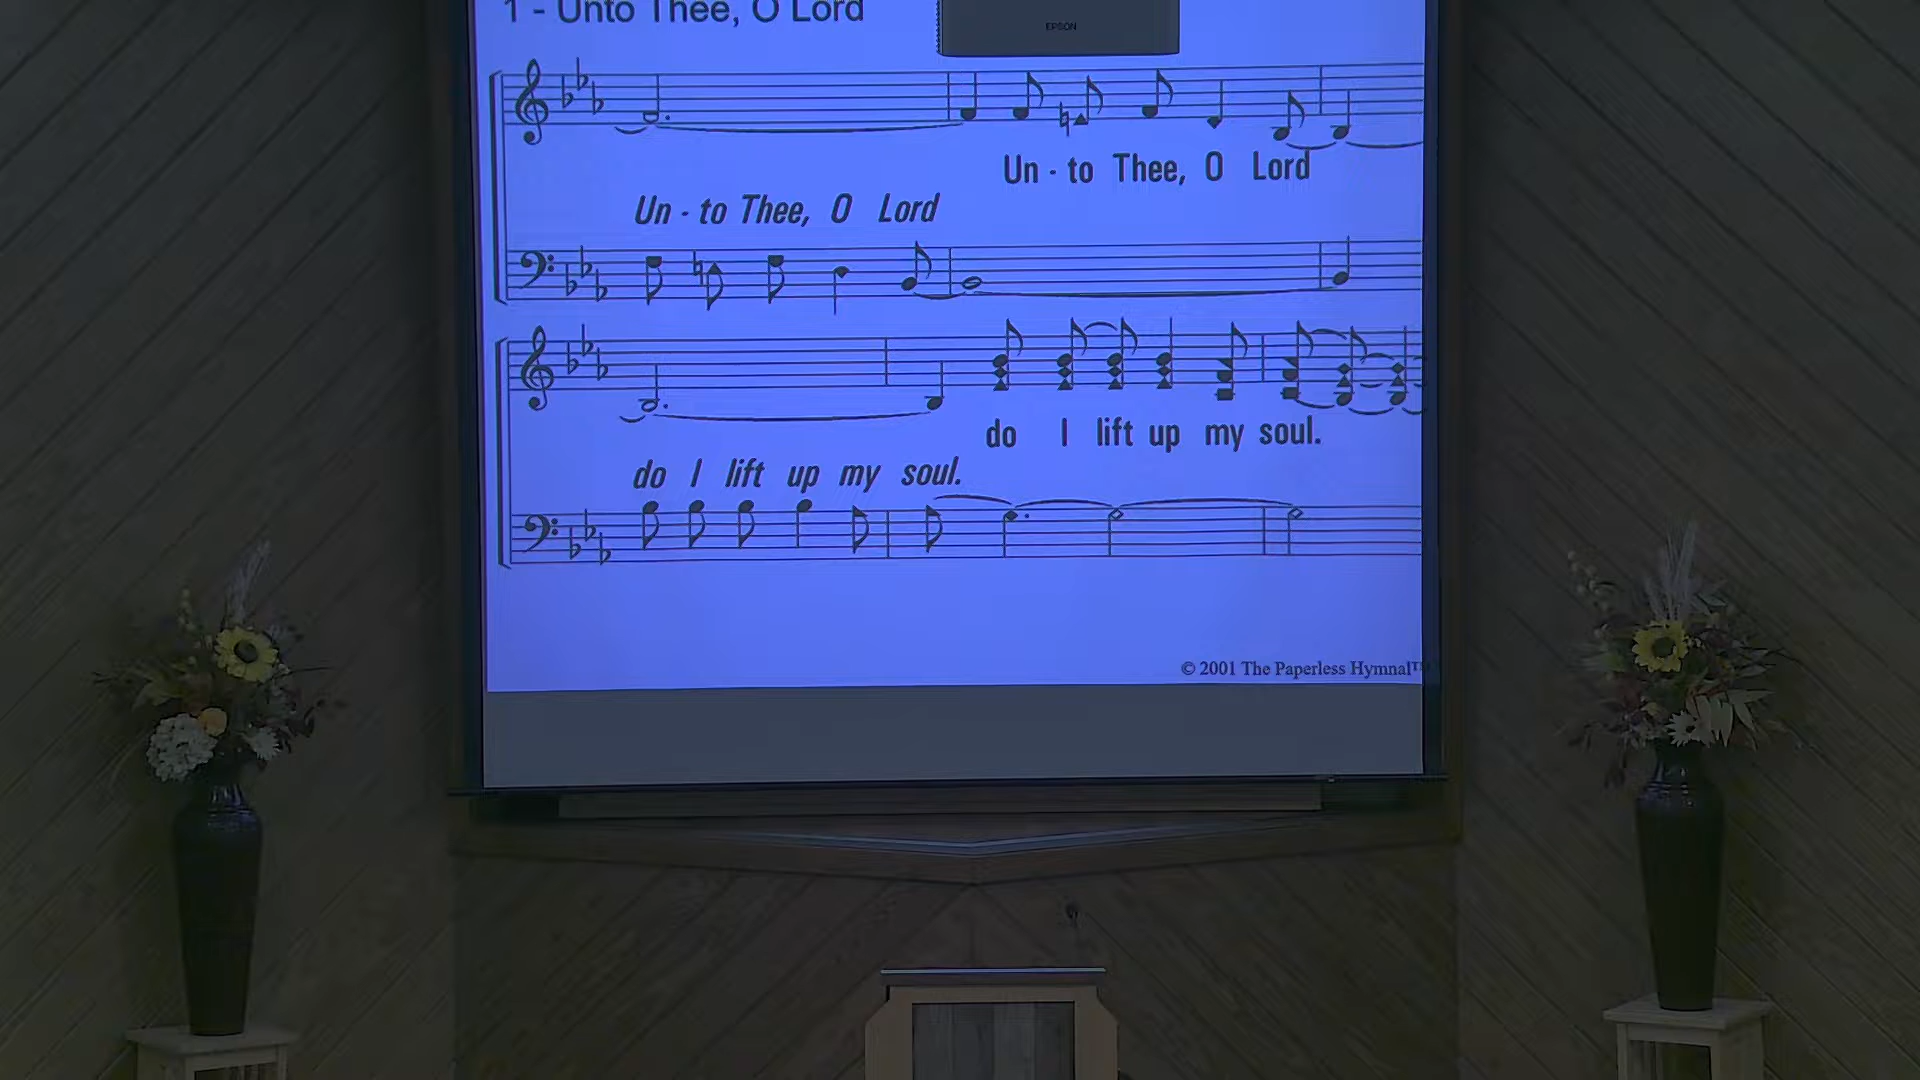 1 - Unto Thee, O Lord
EPSON
Un - to Thee, O Lord
Un - to Thee, O Lord
do I lift up my soul.
do I lift up my soul.
© 2001 The Paperless Hymnal™